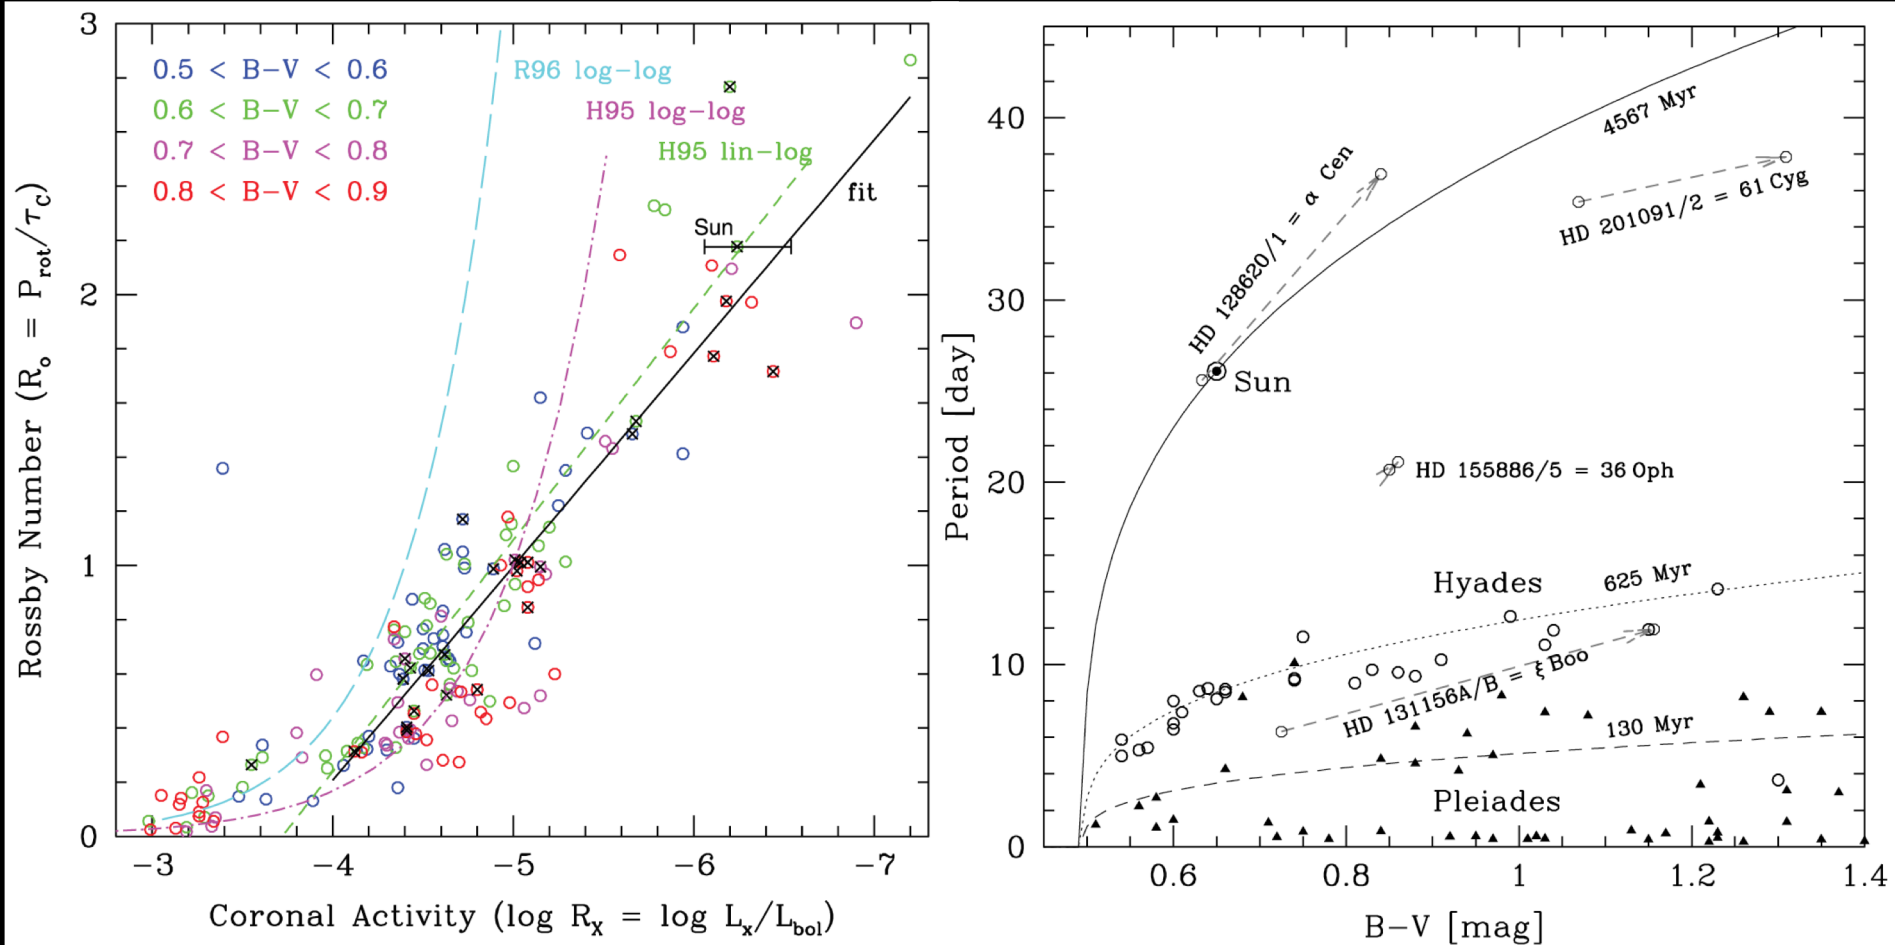 3
2
1
0
-3
-4
-5
-6
-7
Rossby Number (Ro = Prot/τC)
Coronal Activity (log RX = log Lx/Lbol)
0.5 < B-V < 0.6
0.6 < B-V < 0.7
0.7 < B-V < 0.8
0.8 < B-V < 0.9
R96 log-log
H95 log-log
H95 lin-log
fit
Sun
40
30
20
10
0
0.6
0.8
1
1.2
1.4
Period [day]
B-V [mag]
4567 Myr
HD 128620/1 = α Cen
HD 201091/2 = 61 Cyg
Sun
HD 155886/5 = 36 Oph
Hyades
625 Myr
HD 131156A/B = ξ Boo
130 Myr
Pleiades